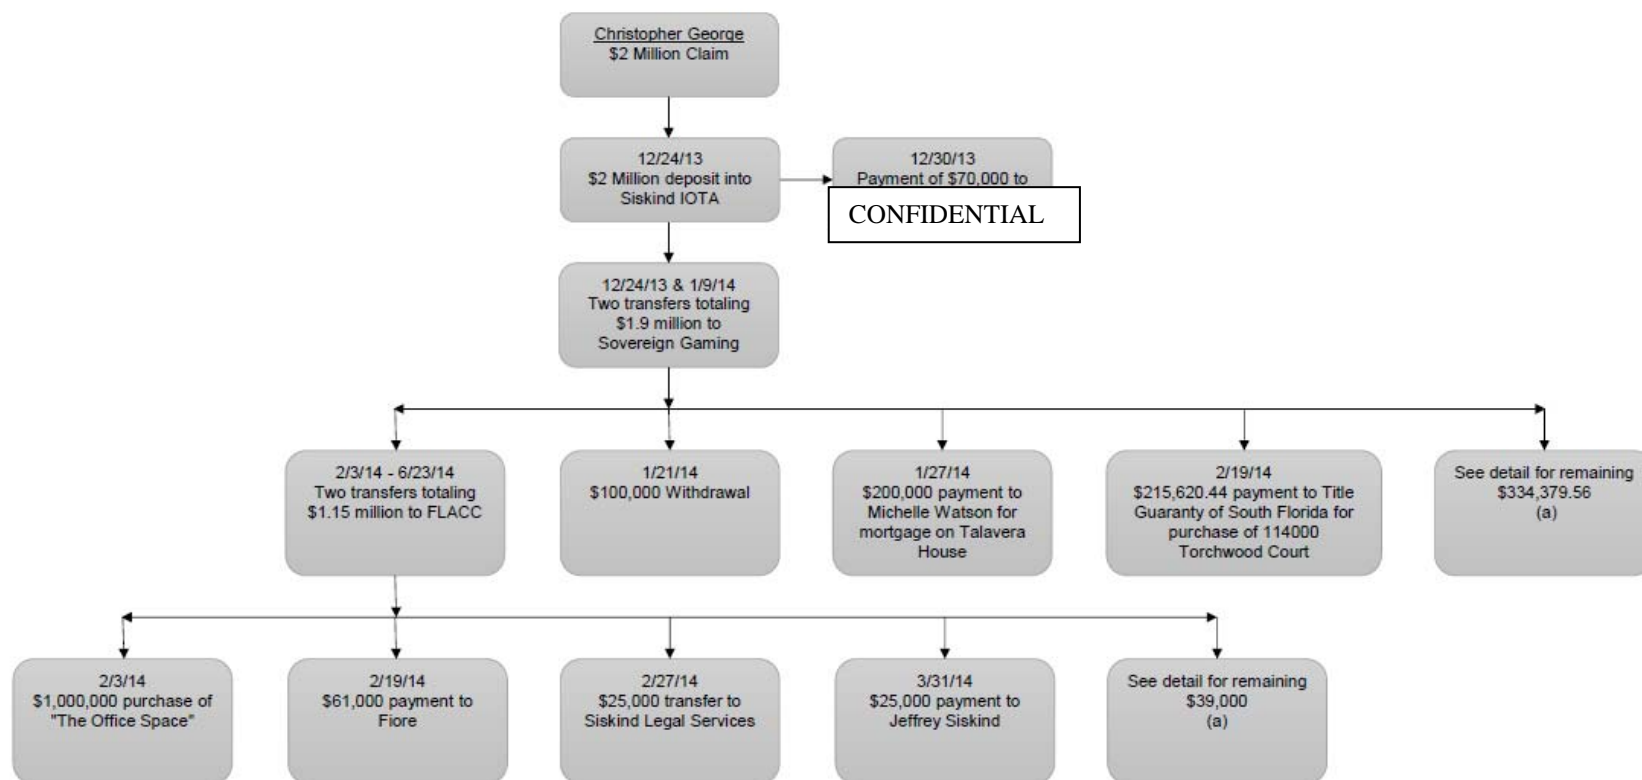 Christopher George
$2 Million Claim
12/24/13
$2 Million deposit into
Siskind IOTA
12/30/13
Payment of $70,000 to
CONFIDENTIAL
12/24/13 & 1/9/14
Two transfers totaling
$1.9 million to
Sovereign Gaming
2/3/14 - 6/23/14
Two transfers totaling
$1.15 million to FLACC
1/21/14
$100,000 Withdrawal
1/27/14
$200,000 payment to
Michelle Watson for
mortgage on Talavera
House
2/19/14
$215,620.44 payment to Title
Guaranty of South Florida for
purchase of 114000
Torchwood Court
See detail for remaining
$334,379.56
(a)
2/3/14
$1,000,000 purchase of
"The Office Space"
2/19/14
$61,000 payment to
Fiore
2/27/14
$25,000 transfer to
Siskind Legal Services
3/31/14
$25,000 payment to
Jeffrey Siskind
See detail for remaining
$39,000
(a)